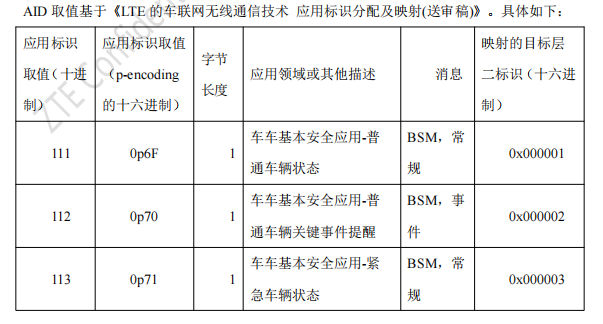 AID 取值基于《LTE 的车联网无线通信技术 应用标识分配及映射(送审稿)》。具体如下：
应用标识
取值（十进
制）
应用标识取值
（p-encoding
的十六进制）
字节
长度
应用领域或其他描述
消息
映射的目标层
二标识（十六进
制）
111
0p6F
1
车车基本安全应用-普
通车辆状态
BSM，常
规
0x000001
112
0p70
1
车车基本安全应用-普
通车辆关键事件提醒
BSM，事
件
0x000002
113
0p71
1
车车基本安全应用-紧
急车辆状态
BSM，常
规
0x000003
ZTE Confidential